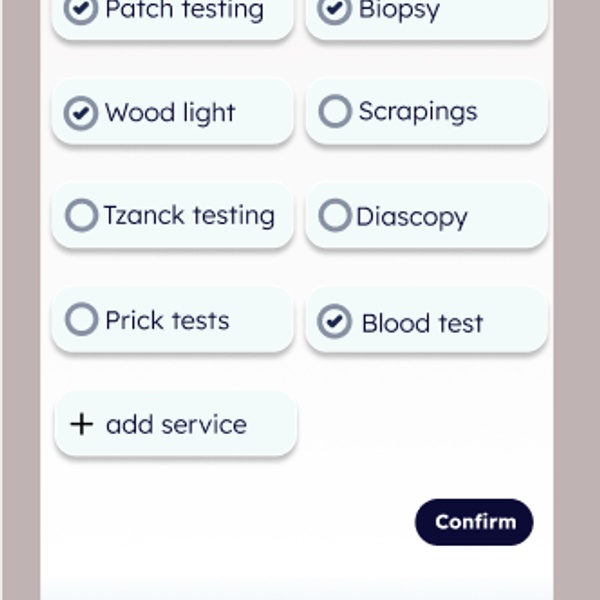 Patch testing
Biopsy
Wood light
Scrapings
Tzanck testing
Diascopy
Prick tests
Blood test
+ add service
Confirm